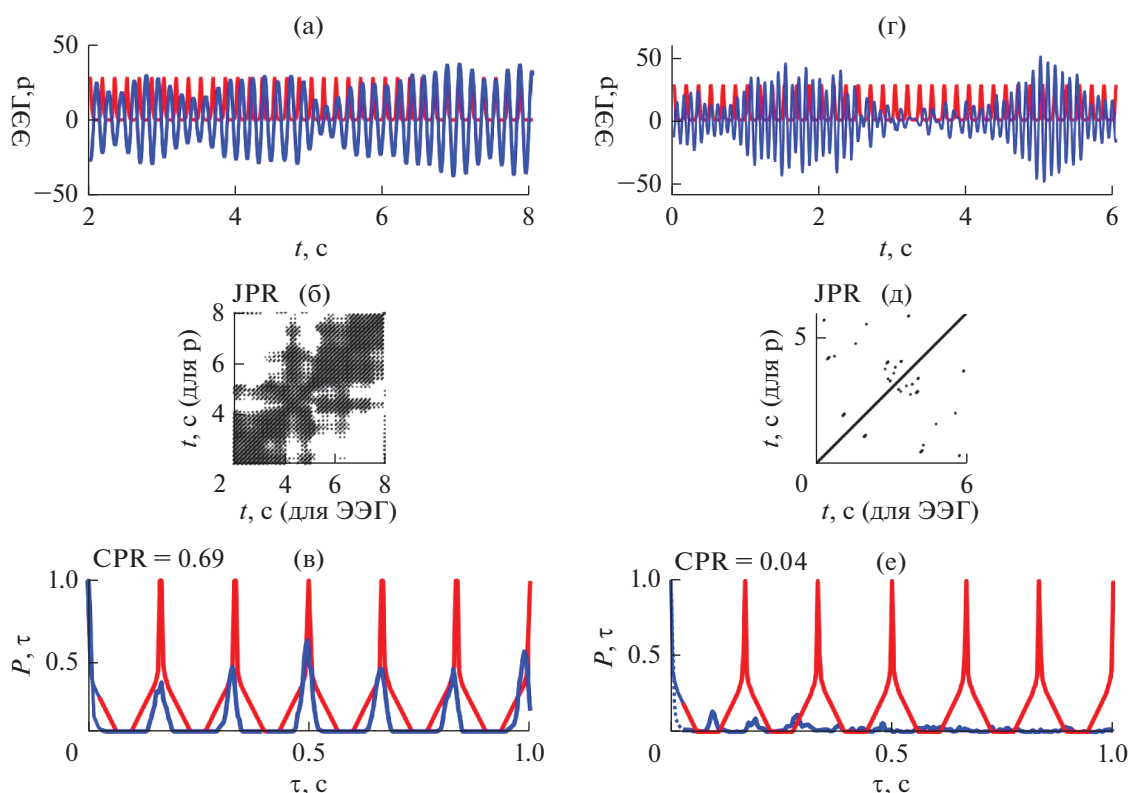 (а)
50
0
−50
ЭЭГ,р
2
4
6
8
t, с
(г)
50
0
−50
ЭЭГ,р
0
2
4
6
t, с
JPR (б)
8
6
4
2
4
6
8
t, с (для р)
t, с (для ЭЭГ)
JPR (д)
5
0
6
t, с (для р)
t, с (для ЭЭГ)
CPR = 0.69 (в)
1.0
0.5
P, τ
0
0.5
1.0
τ, с
CPR = 0.04 (е)
1.0
0.5
P, τ
0
0.5
1.0
τ, с